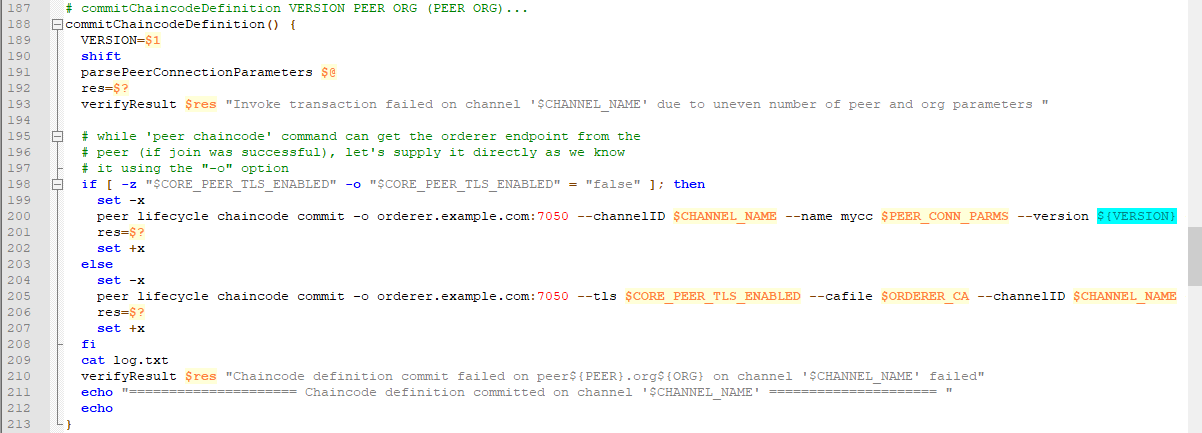 187 # commitChaincodeDefinition VERSION PEER ORG (PEER ORG)...
188 commitChaincodeDefinition() {
189 VERSION=$1
190 shift
191 parsePeerConnectionParameters $@
192 res=$?
193 verifyResult $res "Invoke transaction failed on channel '$CHANNEL_NAME' due to uneven number of peer and org parameters "
194
195 # while 'peer chaincode' command can get the orderer endpoint from the
196 # peer (if join was successful), let's supply it directly as we know
197 # it using the "-o" option
198 if [ -z "$CORE_PEER_TLS_ENABLED" -o "$CORE_PEER_TLS_ENABLED" = "false" ]; then
199 set -x
200 peer lifecycle chaincode commit -o orderer.example.com:7050 --channelID $CHANNEL_NAME --name mycc $PEER_CONN_PARMS --version ${VERSION}
201 res=$?
202 set +x
203 else
204 set -x
205 peer lifecycle chaincode commit -o orderer.example.com:7050 --tls $CORE_PEER_TLS_ENABLED --cafile $ORDERER_CA --channelID $CHANNEL_NAME
206 res=$?
207 set +x
208 fi
209 cat log.txt
210 verifyResult $res "Chaincode definition commit failed on peer${PEER}.org${ORG} on channel '$CHANNEL_NAME' failed"
211 echo "===================== Chaincode definition committed on channel '$CHANNEL_NAME' ===================== "
212 echo
213 }